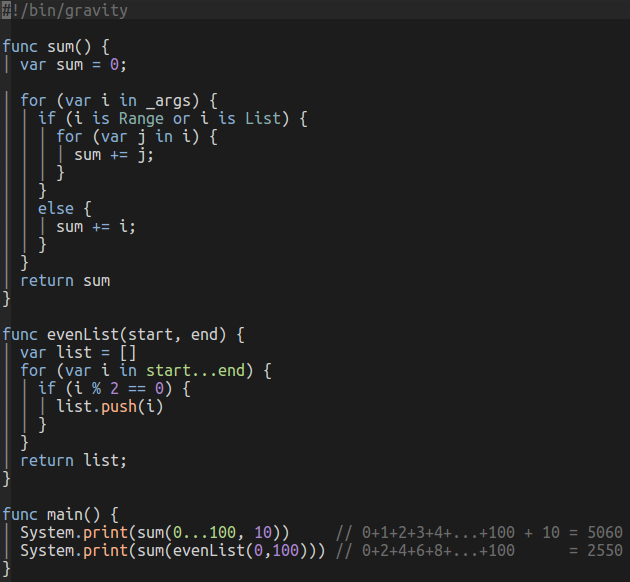 #!/bin/gravity

func sum() {
  var sum = 0;

  for (var i in _args) {
    if (i is Range or i is List) {
      for (var j in i) {
        sum += j;
      }
    }
    else {
      sum += i;
    }
  }
  return sum
}

func evenList(start, end) {
  var list = []
  for (var i in start...end) {
    if (i % 2 == 0) {
      list.push(i)
    }
  }
  return list;
}

func main() {
  System.print(sum(0...100, 10))     // 0+1+2+3+4+...+100 + 10 = 5060
  System.print(sum(evenList(0,100))) // 0+2+4+6+8+...+100      = 2550
}